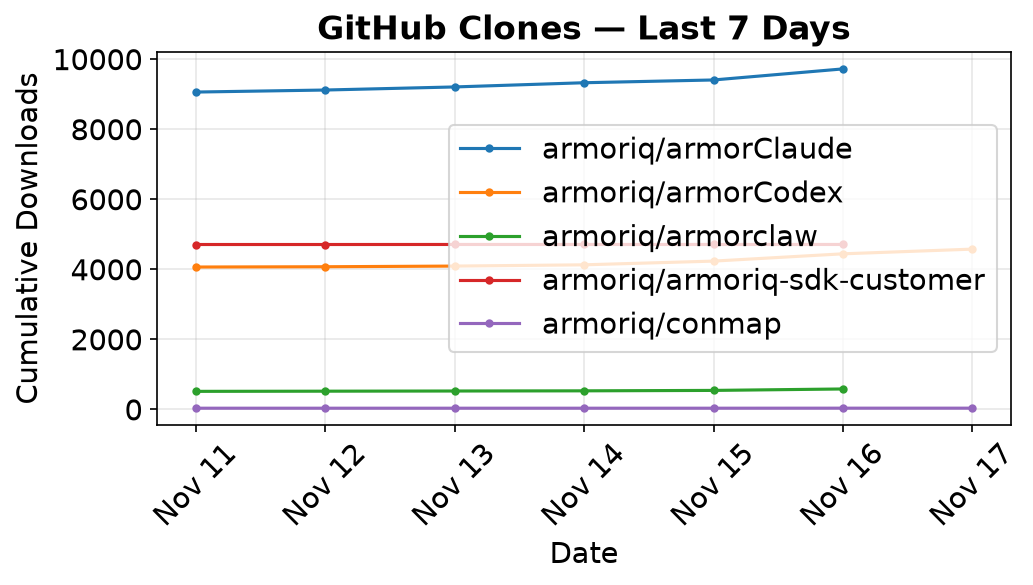 GitHub Clones — Last 7 Days
Cumulative Downloads
10000
8000
6000
4000
2000
0
armoriq/armorClaude
armoriq/armorCodex
armoriq/armorclaw
armoriq/armoriq-sdk-customer
armoriq/conmap
Nov 11
Nov 12
Nov 13
Nov 14
Nov 15
Nov 16
Nov 17
Date